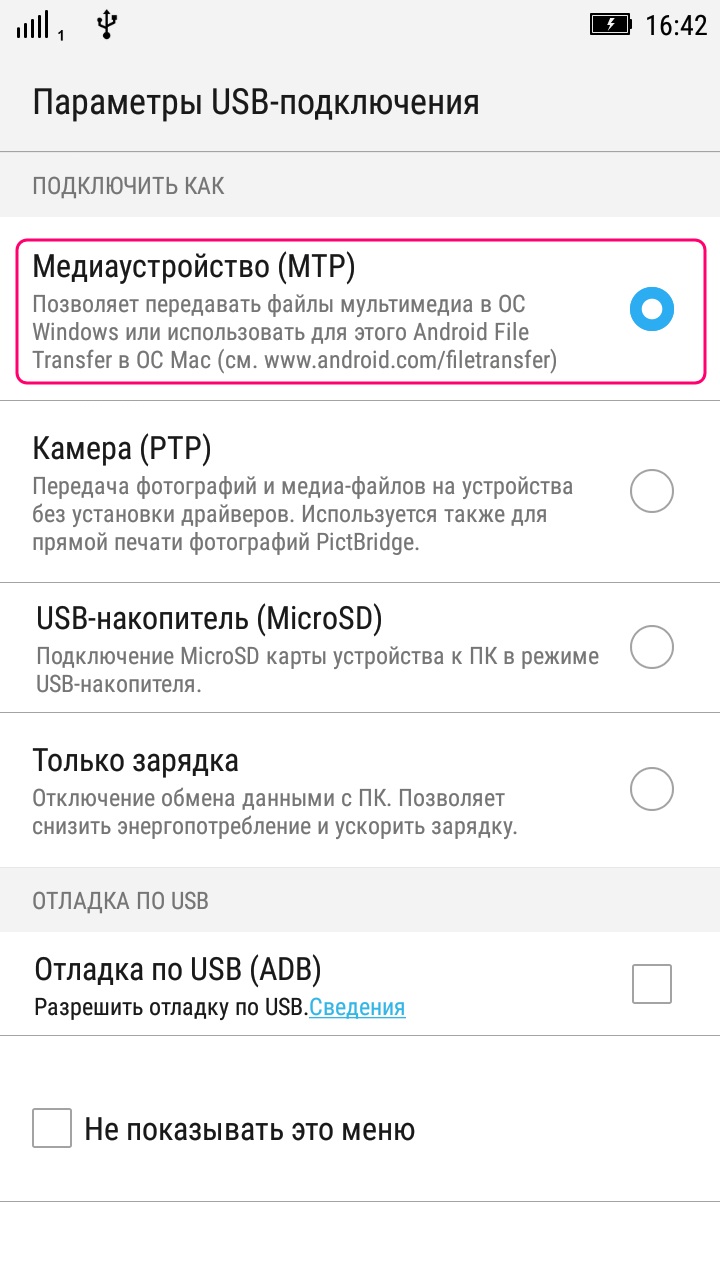 1
16:42
Параметры USB-подключения
ПОДКЛЮЧИТЬ КАК
Медиаустройство (MTP)
Позволяет передавать файлы мультимедиа в ОС
Windows или использовать для этого Android File
Transfer в ОС Mac (см. www.android.com/filetransfer)
Камера (PTP)
Передача фотографий и медиа-файлов на устройства
без установки драйверов. Используется также для
прямой печати фотографий PictBridge.
USB-накопитель (MicroSD)
Подключение MicroSD карты устройства к ПК в режиме
USB-накопителя.
Только зарядка
Отключение обмена данными с ПК. Позволяет
снизить энергопотребление и ускорить зарядку.
ОТЛАДКА ПО USB
Отладка по USB (ADB)
Разрешить отладку по USB.Сведения
Не показывать это меню